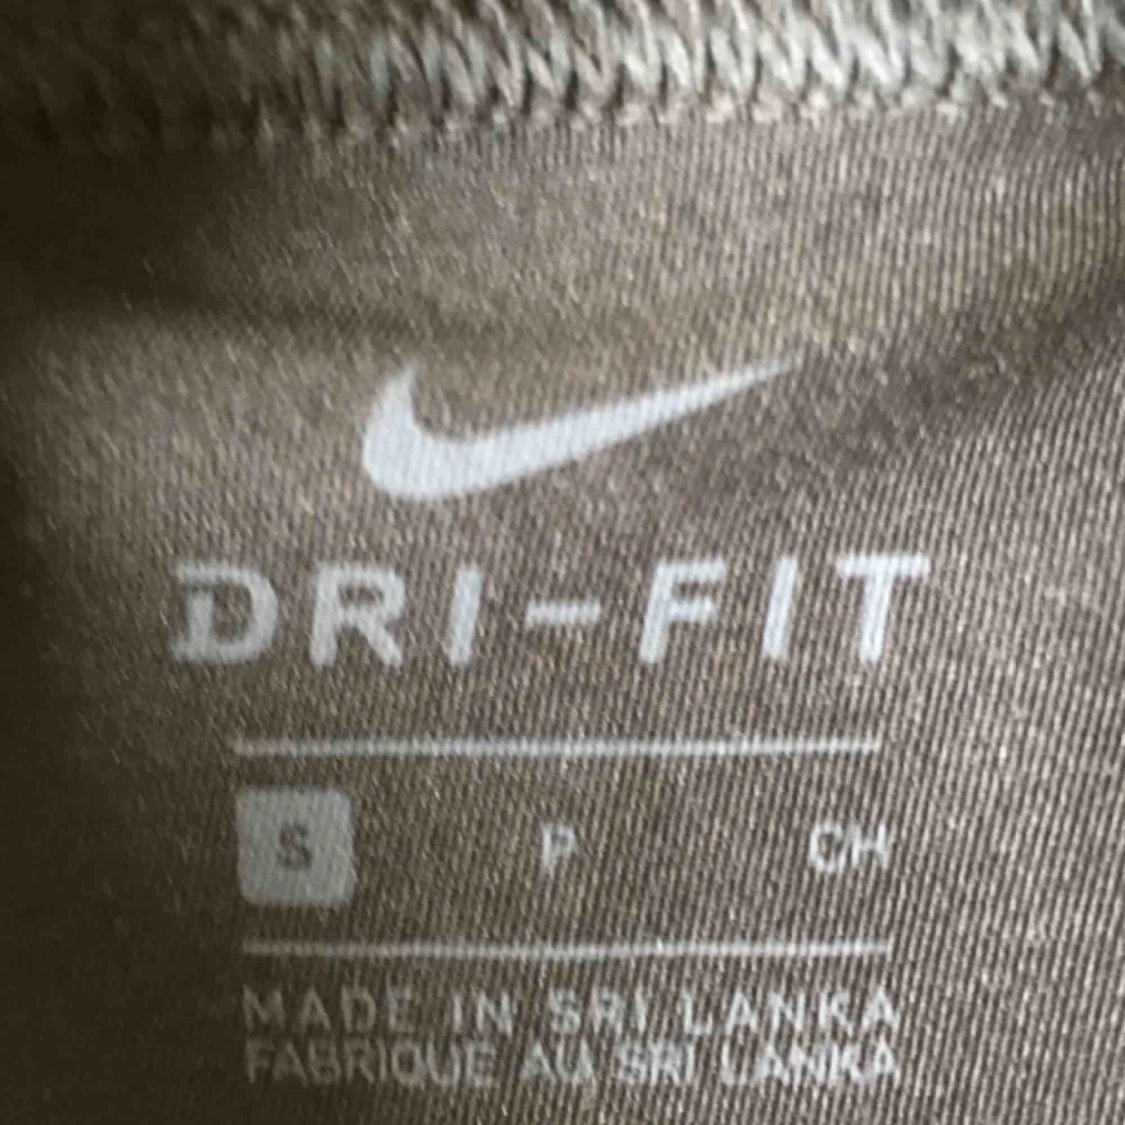 DRI-FIT
S P CH
MADE IN SRI LANKA
FABRIQUE AU SRI LANKA